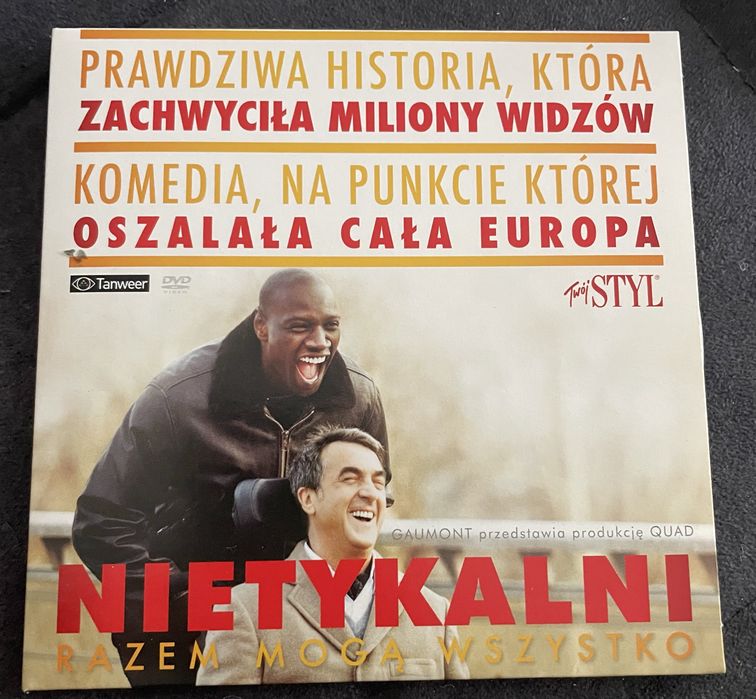 PRAWDZIWA HISTORIA, KTÓRA
ZACHWYCIŁA MILIONY WIDZÓW
KOMEDIA, NA PUNKCIE KTÓREJ
OSZALAŁA CAŁA EUROPA
Tanweer DVD VIDEO Twój STYL®
GAUMONT przedstawia produkcję QUAD
NIETYKALNI
RAZEM MOGĄ WSZYSTKO